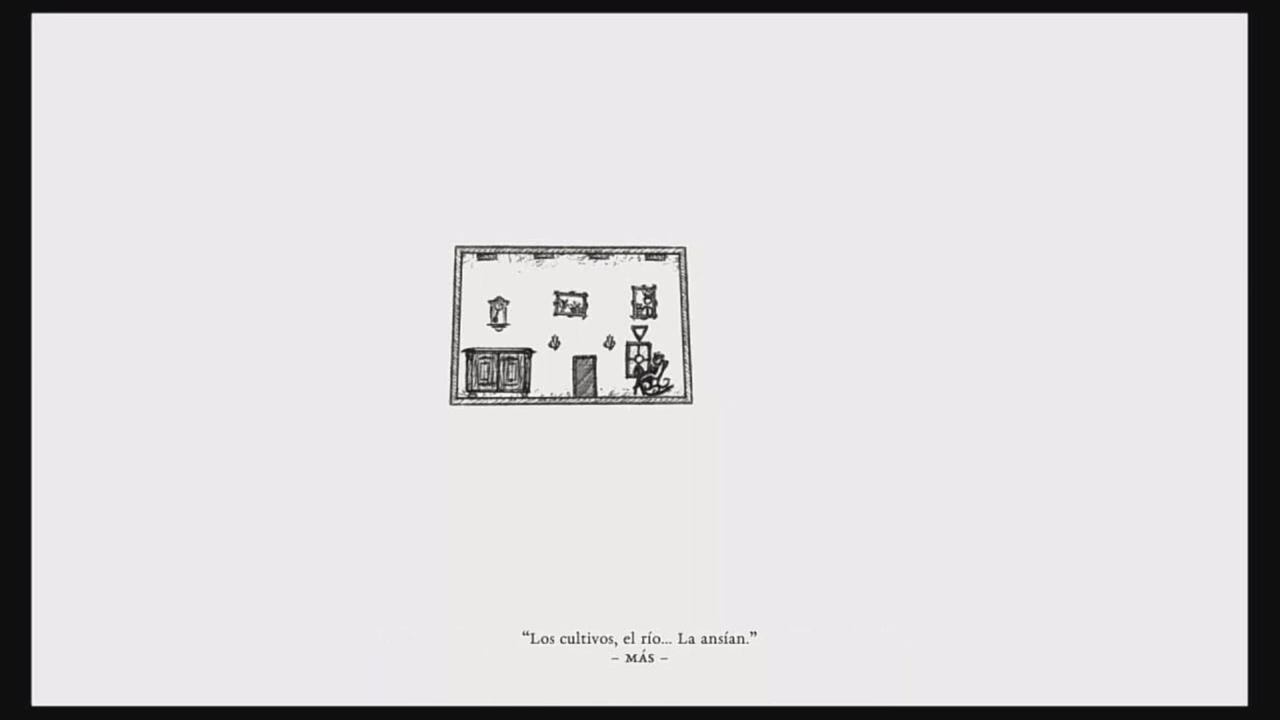 “Los cultivos, el río... La ansían.”
– MÁS –